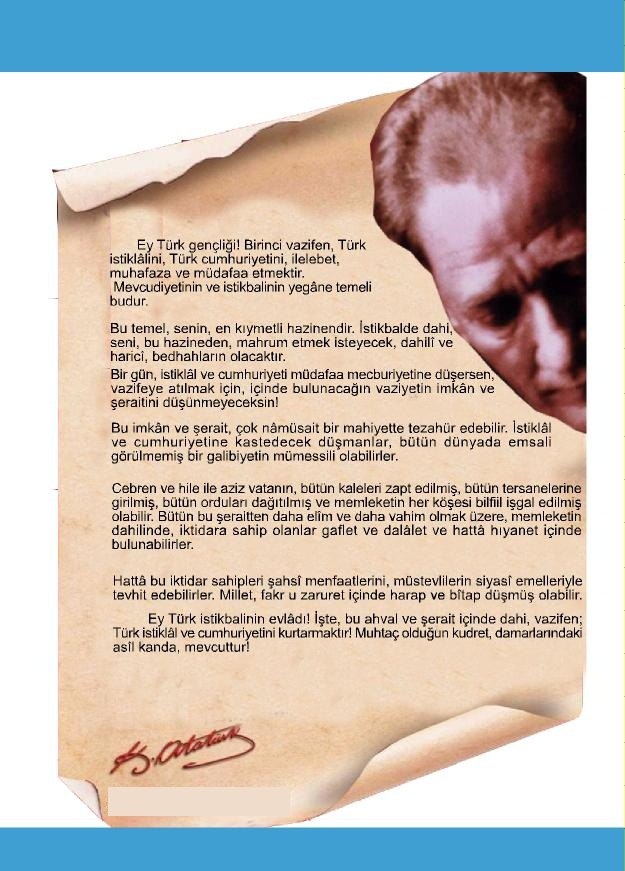 Ey Türk gençliği! Birinci vazifen, Türk
istiklâlini, Türk cumhuriyetini, ilelebet,
muhafaza ve müdafaa etmektir.
Mevcudiyetinin ve istikbalinin yegâne temeli
budur.
Bu temel, senin, en kıymetli hazinendir. İstikbalde dahi,
seni, bu hazineden, mahrum etmek isteyecek, dahilî ve
haricî, bedhahların olacaktır.
Bir gün, istiklâl ve cumhuriyeti müdafaa mecburiyetine düşersen,
vazifeye atılmak için, içinde bulunacağın vaziyetin imkân ve
şeraitini düşünmeyeceksin!
Bu imkân ve şerait, çok nâmüsait bir mahiyette tezahür edebilir. İstiklâl
ve cumhuriyetine kastedecek düşmanlar, bütün dünyada emsali
görülmemiş bir galibiyetin mümessili olabilirler.
Cebren ve hile ile aziz vatanın, bütün kaleleri zapt edilmiş, bütün tersanelerine
girilmiş, bütün orduları dağıtılmış ve memleketin her köşesi bilfiil işgal edilmiş
olabilir. Bütün bu şeraitten daha elîm ve daha vahim olmak üzere, memleketin
dahilinde, iktidara sahip olanlar gaflet ve dalâlet ve hattâ hıyanet içinde
bulunabilirler.
Hattâ bu iktidar sahipleri şahsî menfaatlerini, müstevlilerin siyasî emelleriyle
tevhit edebilirler. Millet, fakr u zaruret içinde harap ve bîtap düşmüş olabilir.
Ey Türk istikbalinin evlâdı! İşte, bu ahval ve şerait içinde dahi, vazifen;
Türk istiklâl ve cumhuriyetini kurtarmaktır! Muhtaç olduğun kudret, damarlarındaki
asîl kanda, mevcuttur!
K. Atatürk